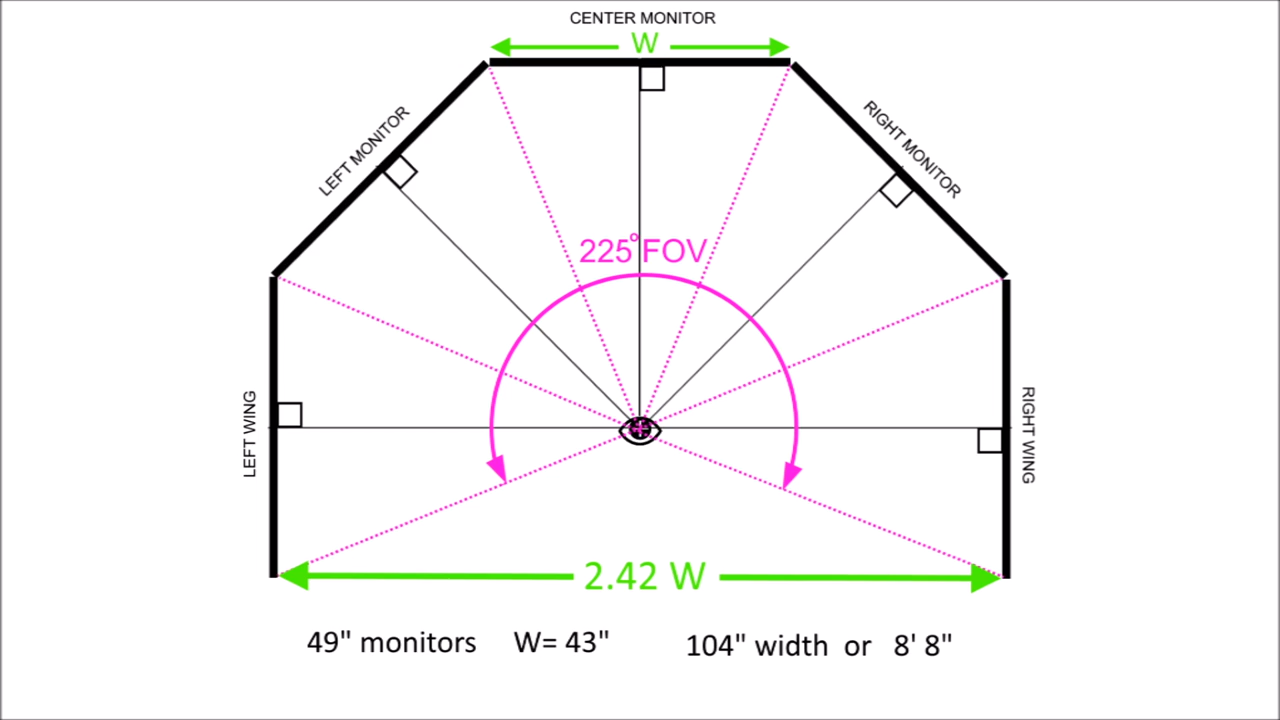 CENTER MONITOR
W
LEFT MONITOR
RIGHT MONITOR
225° FOV
LEFT WING
RIGHT WING
2.42 W
49" monitors W= 43" 104" width or 8' 8"